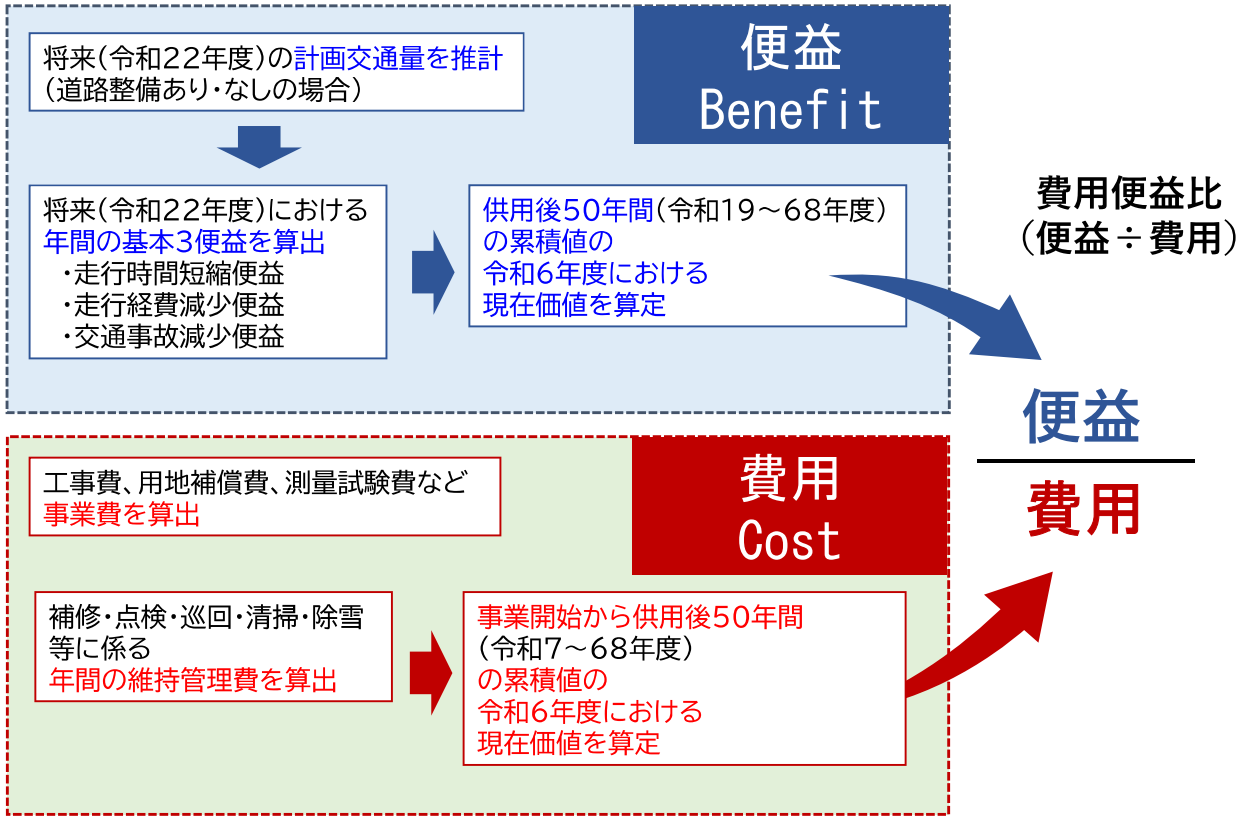 便益
Benefit
将来（令和２２年度）の計画交通量を推計
（道路整備あり・なしの場合）
将来（令和２２年度）における
年間の基本３便益を算出
・走行時間短縮便益
・走行経費減少便益
・交通事故減少便益
供用後５０年間（令和１９～６８年度）
の累積値の
令和６年度における
現在価値を算定
費用便益比
（便益÷費用）
便益
費用
費用
Cost
工事費、用地補償費、測量試験費など
事業費を算出
補修・点検・巡回・清掃・除雪
等に係る
年間の維持管理費を算出
事業開始から供用後５０年間
（令和７～６８年度）
の累積値の
令和６年度における
現在価値を算定